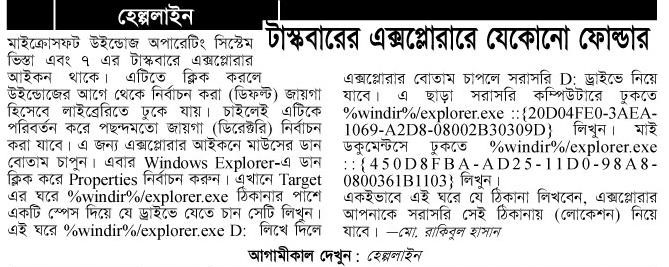 হেল্পলাইন
টাস্কবারের এক্সপ্লোরারে যেকোনো ফোল্ডার
মাইক্রোসফট উইন্ডোজ অপারেটিং সিস্টেম
ভিস্তা এবং ৭ এর টাস্কবারে এক্সপ্লোরার
আইকন থাকে। এটিতে ক্লিক করলে
উইন্ডোজের আগে থেকে নির্বাচন করা (ডিফল্ট) জায়গা
হিসেবে লাইব্রেরিতে ঢুকে যায়। চাইলেই এটিকে
পরিবর্তন করে পছন্দমতো জায়গা (ডিরেক্টরি) নির্বাচন
করা যাবে। এ জন্য এক্সপ্লোরার আইকনে মাউসের ডান
বোতাম চাপুন। এবার Windows Explorer-এ ডান
ক্লিক করে Properties নির্বাচন করুন। এখানে Target
এর ঘরে %windir%/explorer.exe ঠিকানার পাশে
একটি স্পেস দিয়ে যে ড্রাইভে যেতে চান সেটি লিখুন।
এই ঘরে %windir%/explorer.exe D: লিখে দিলে
এক্সপ্লোরার বোতাম চাপলে সরাসরি D: ড্রাইভে নিয়ে
যাবে। এ ছাড়া সরাসরি কম্পিউটারে ঢুকতে
%windir%/explorer.exe ::{20D04FE0-3AEA-
1069-A2D8-08002B30309D} লিখুন। মাই
ডকুমেন্টসে ঢুকতে %windir%/explorer.exe
::{450D8FBA-AD25-11D0-98A8-
0800361B1103} লিখুন।
একইভাবে এই ঘরে যে ঠিকানা লিখবেন, এক্সপ্লোরার
আপনাকে সরাসরি সেই ঠিকানায় (লোকেশন) নিয়ে
যাবে। —মো. রাকিবুল হাসান
আগামীকাল দেখুন : হেল্পলাইন